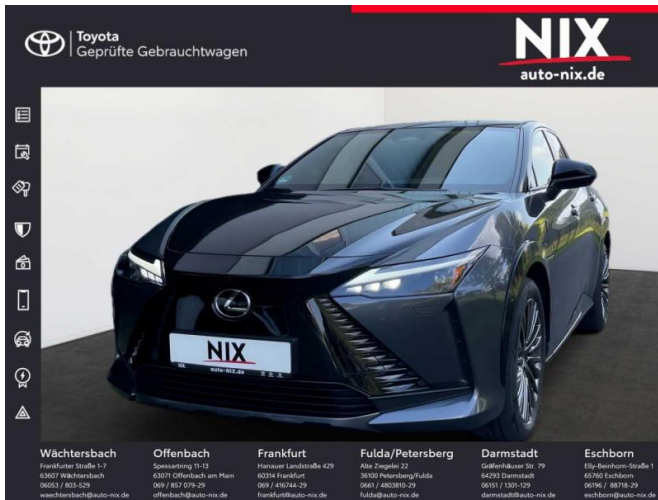 Toyota
Geprüfte Gebrauchtwagen
NIX
auto-nix.de
NIX
auto-nix.de
Wächtersbach
Frankfurter Straße 1-7
63607 Wächtersbach
06053 / 803-529
waechtersbach@auto-nix.de
Offenbach
Spessartring 11-13
63071 Offenbach am Main
069 / 857 079-29
offenbach@auto-nix.de
Frankfurt
Hanauer Landstraße 429
60314 Frankfurt
069 / 416744-29
frankfurt@auto-nix.de
Fulda/Petersberg
Alte Ziegelei 22
36100 Petersberg/Fulda
0661 / 4803810-29
fulda@auto-nix.de
Darmstadt
Gräfenhäuser Str. 79
64293 Darmstadt
06151 / 1301-129
darmstadt@auto-nix.de
Eschborn
Elly-Beinhorn-Straße 1
65760 Eschborn
06196 / 88718-29
eschborn@auto-nix.de